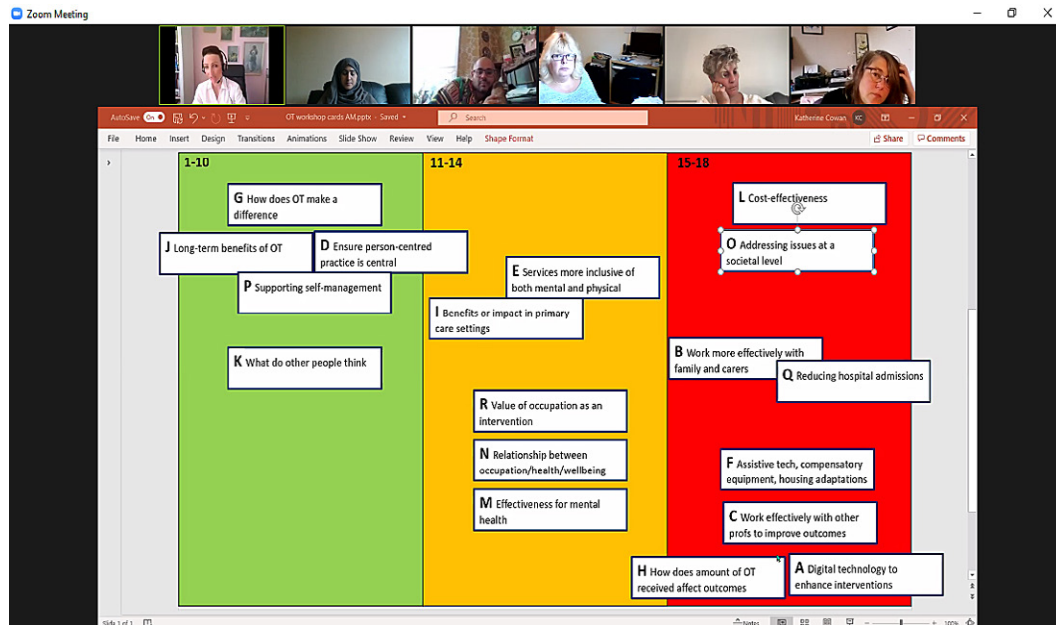 Zoom Meeting
AutoSave On
OT workshop cards AM.pptx - Saved
Search
Katherine Cowan KC
File Home Insert Design Transitions Animations Slide Show Review View Help Shape Format
Share Comments
1-10
11-14
15-18
G How does OT make a
difference
J Long-term benefits of OT
D Ensure person-centred
practice is central
P Supporting self-management
K What do other people think
E Services more inclusive of
both mental and physical
I Benefits or impact in primary
care settings
R Value of occupation as an
intervention
N Relationship between
occupation/health/wellbeing
M Effectiveness for mental
health
L Cost-effectiveness
O Addressing issues at a
societal level
B Work more effectively with
family and carers
Q Reducing hospital admissions
F Assistive tech, compensatory
equipment, housing adaptations
C Work effectively with other
profs to improve outcomes
H How does amount of OT
received affect outcomes
A Digital technology to
enhance interventions
Slide 1 of 1
Notes
100%